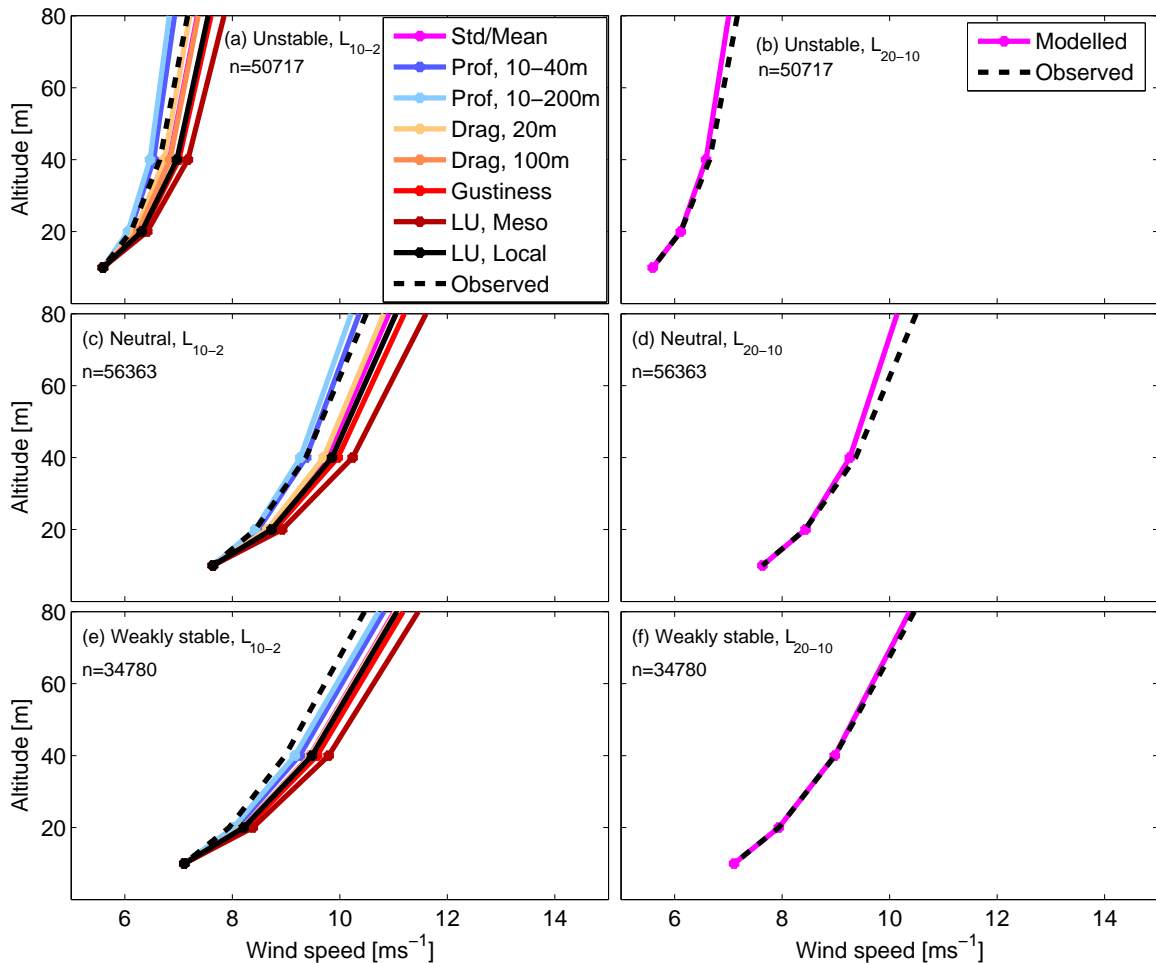 80
60
40
20
Altitude [m]
(a) Unstable, L10−2
n=50717
Std/Mean
Prof, 10−40m
Prof, 10−200m
Drag, 20m
Drag, 100m
Gustiness
LU, Meso
LU, Local
Observed
(b) Unstable, L20−10
n=50717
Modelled
Observed
80
60
40
20
Altitude [m]
(c) Neutral, L10−2
n=56363
(d) Neutral, L20−10
n=56363
80
60
40
20
Altitude [m]
(e) Weakly stable, L10−2
n=34780
(f) Weakly stable, L20−10
n=34780
6 8 10 12 14
Wind speed [ms−1]
6 8 10 12 14
Wind speed [ms−1]